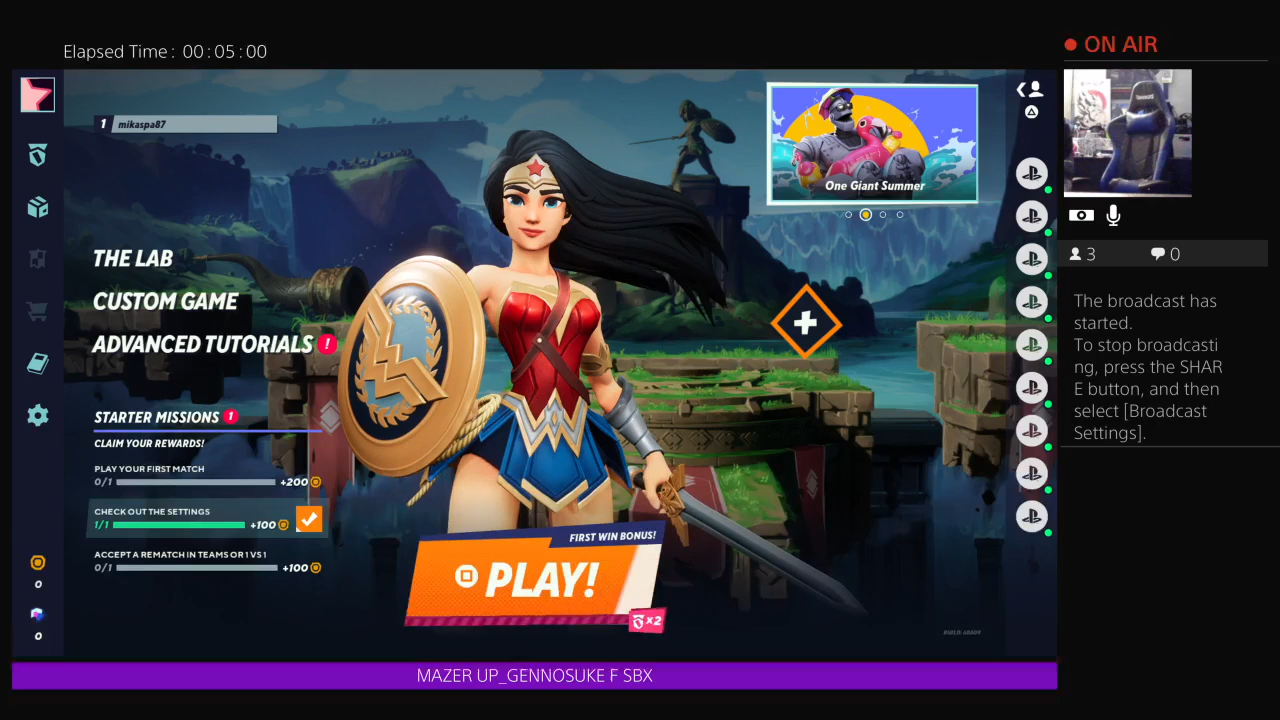 Elapsed Time : 00:05:00
ON AIR
1 mikaspa87
One Giant Summer
3
0
THE LAB
CUSTOM GAME
ADVANCED TUTORIALS !
STARTER MISSIONS 1
CLAIM YOUR REWARDS!
PLAY YOUR FIRST MATCH
0/1 +200
CHECK OUT THE SETTINGS
1/1 +100
ACCEPT A REMATCH IN TEAMS OR 1 VS 1
0/1 +100
FIRST WIN BONUS!
PLAY!
x2
0
0
The broadcast has
started.
To stop broadcasti
ng, press the SHAR
E button, and then
select [Broadcast
Settings].
MAZER UP_GENNOSUKE F SBX